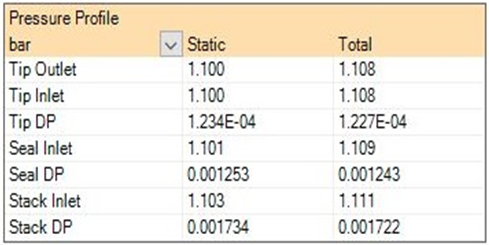 Pressure Profile
bar Static Total
Tip Outlet 1.100 1.108
Tip Inlet 1.100 1.108
Tip DP 1.234E-04 1.227E-04
Seal Inlet 1.101 1.109
Seal DP 0.001253 0.001243
Stack Inlet 1.103 1.111
Stack DP 0.001734 0.001722